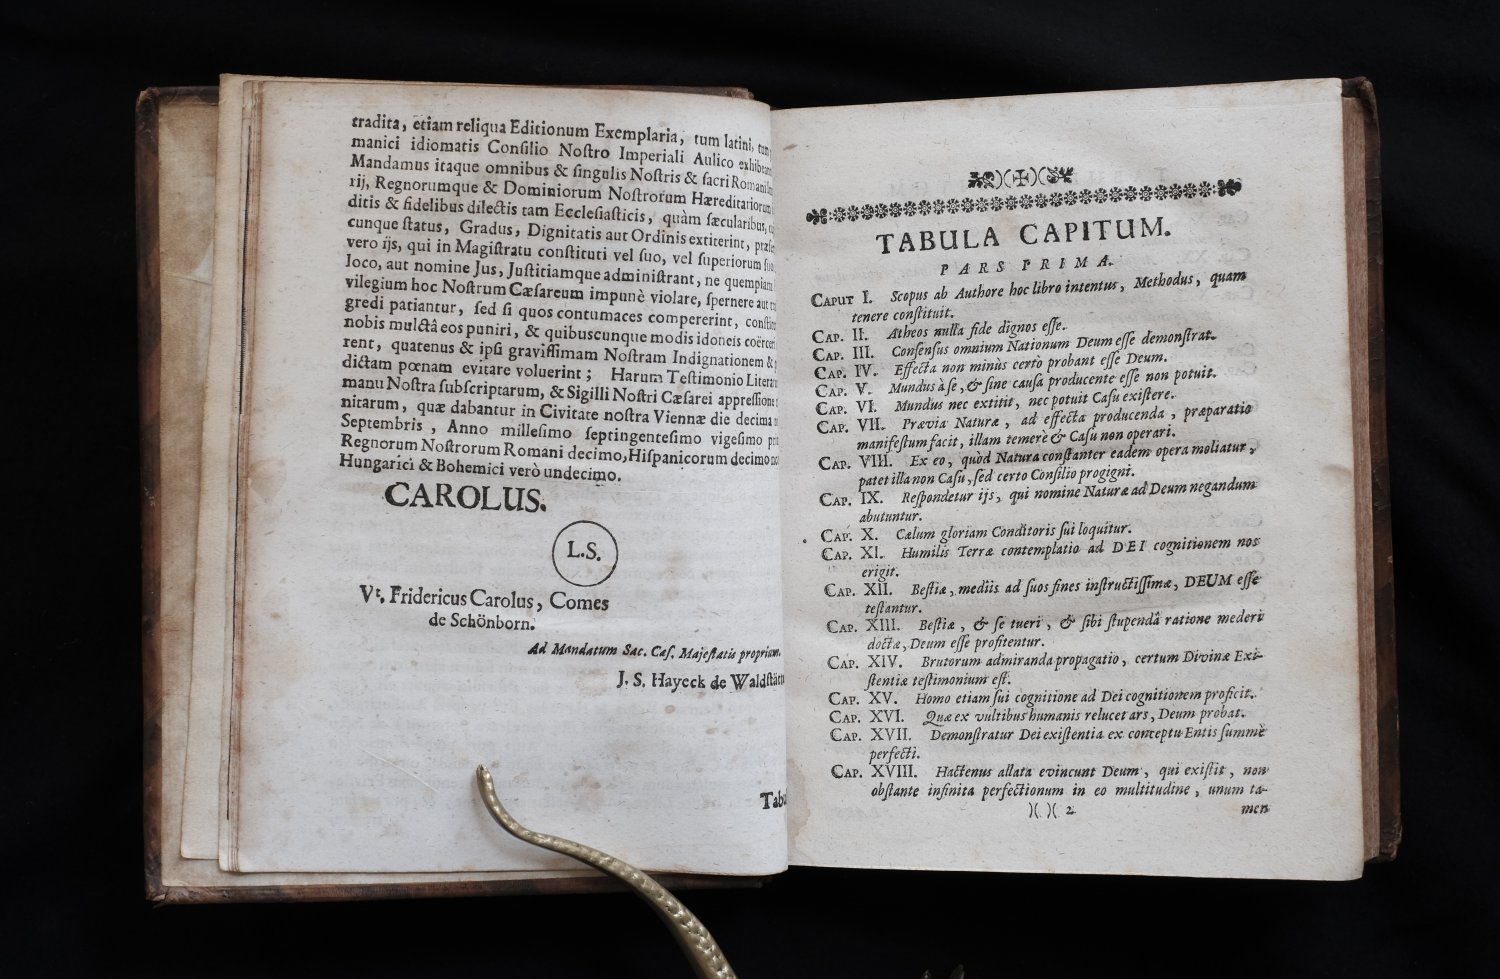 tradita, etiam reliqua Editionum Exemplaria, tum latini, tum
manici idiomatis Consilio Nostro Imperiali Aulico exhibeant
Mandamus itaque omnibus & singulis Nostris & sacri Romani
rij, Regnorumque & Dominiorum Nostrorum Hæreditariorum
ditis & fidelibus dilectis tam Ecclesiasticis, quàm sæcularibus,
cunque status, Gradus, Dignitatis aut Ordinis extiterint, præser
vero ijs, qui in Magistratu constituti vel suo, vel superiorum suo
loco, aut nomine Jus, Justitiamque administrant, ne quempiam
vilegium hoc Nostrum Cæsareum impunè violare, spernere aut
gredi patiantur, sed si quos contumaces compererint, consti
nobis mulctâ eos puniri, & quibuscunque modis idoneis coërceri
rent, quatenus & ipsi gravissimam Nostram Indignationem &
dictam pœnam evitare voluerint; Harum Testimonio Litera
manu Nostra subscriptarum, & Sigilli Nostri Cæsarei appressione
nitarum, quæ dabantur in Civitate nostra Viennæ die decima
Septembris, Anno millesimo septingentesimo vigesimo pri
Regnorum Nostrorum Romani decimo, Hispanicorum decimo no
Hungarici & Bohemici verò undecimo.
CAROLUS.
L.S.
Vt. Fridericus Carolus, Comes
de Schönborn.
Ad Mandatum Sac. Cæs. Majestatis proprium.
J. S. Hayeck de Waldstätt
Tabu
TABULA CAPITUM.
PARS PRIMA.
CAPUT I. Scopus ab Authore hoc libro intentus, Methodus, quam
tenere constituit.
CAP. II. Atheos nulla fide dignos esse.
CAP. III. Consensus omnium Nationum Deum esse demonstrat.
CAP. IV. Effecta non minùs certò probant esse Deum.
CAP. V. Mundus à se, & sine causa producente esse non potuit.
CAP. VI. Mundus nec extitit, nec potuit Casu existere.
CAP. VII. Prævia Naturæ, ad effecta producenda, præparatio
manifestum facit, illam temerè & Casu non operari.
CAP. VIII. Ex eo, quòd Natura constanter eadem opera moliatur,
patet illa non Casu, sed certo Consilio progigni.
CAP. IX. Respondetur ijs, qui nomine Naturæ ad Deum negandum
abutuntur.
CAP. X. Cælum gloriam Conditoris sui loquitur.
CAP. XI. Humilis Terræ contemplatio ad DEI cognitionem nos
erigit.
CAP. XII. Bestiæ, mediis ad suos fines instructissimæ, DEUM esse
testantur.
CAP. XIII. Bestiæ, & se tueri, & sibi stupendâ ratione mederi
doctæ, Deum esse profitentur.
CAP. XIV. Brutorum admiranda propagatio, certum Divinæ Exi-
stentiæ testimonium est.
CAP. XV. Homo etiam sui cognitione ad Dei cognitionem proficit.
CAP. XVI. Quæ ex vultibus humanis relucet ars, Deum probat.
CAP. XVII. Demonstratur Dei existentia ex conceptu Entis summè
perfecti.
CAP. XVIII. Hactenus allata evincunt Deum, qui existit, non
obstante infinita perfectionum in eo multitudine, unum ta-
)( )( 2 men